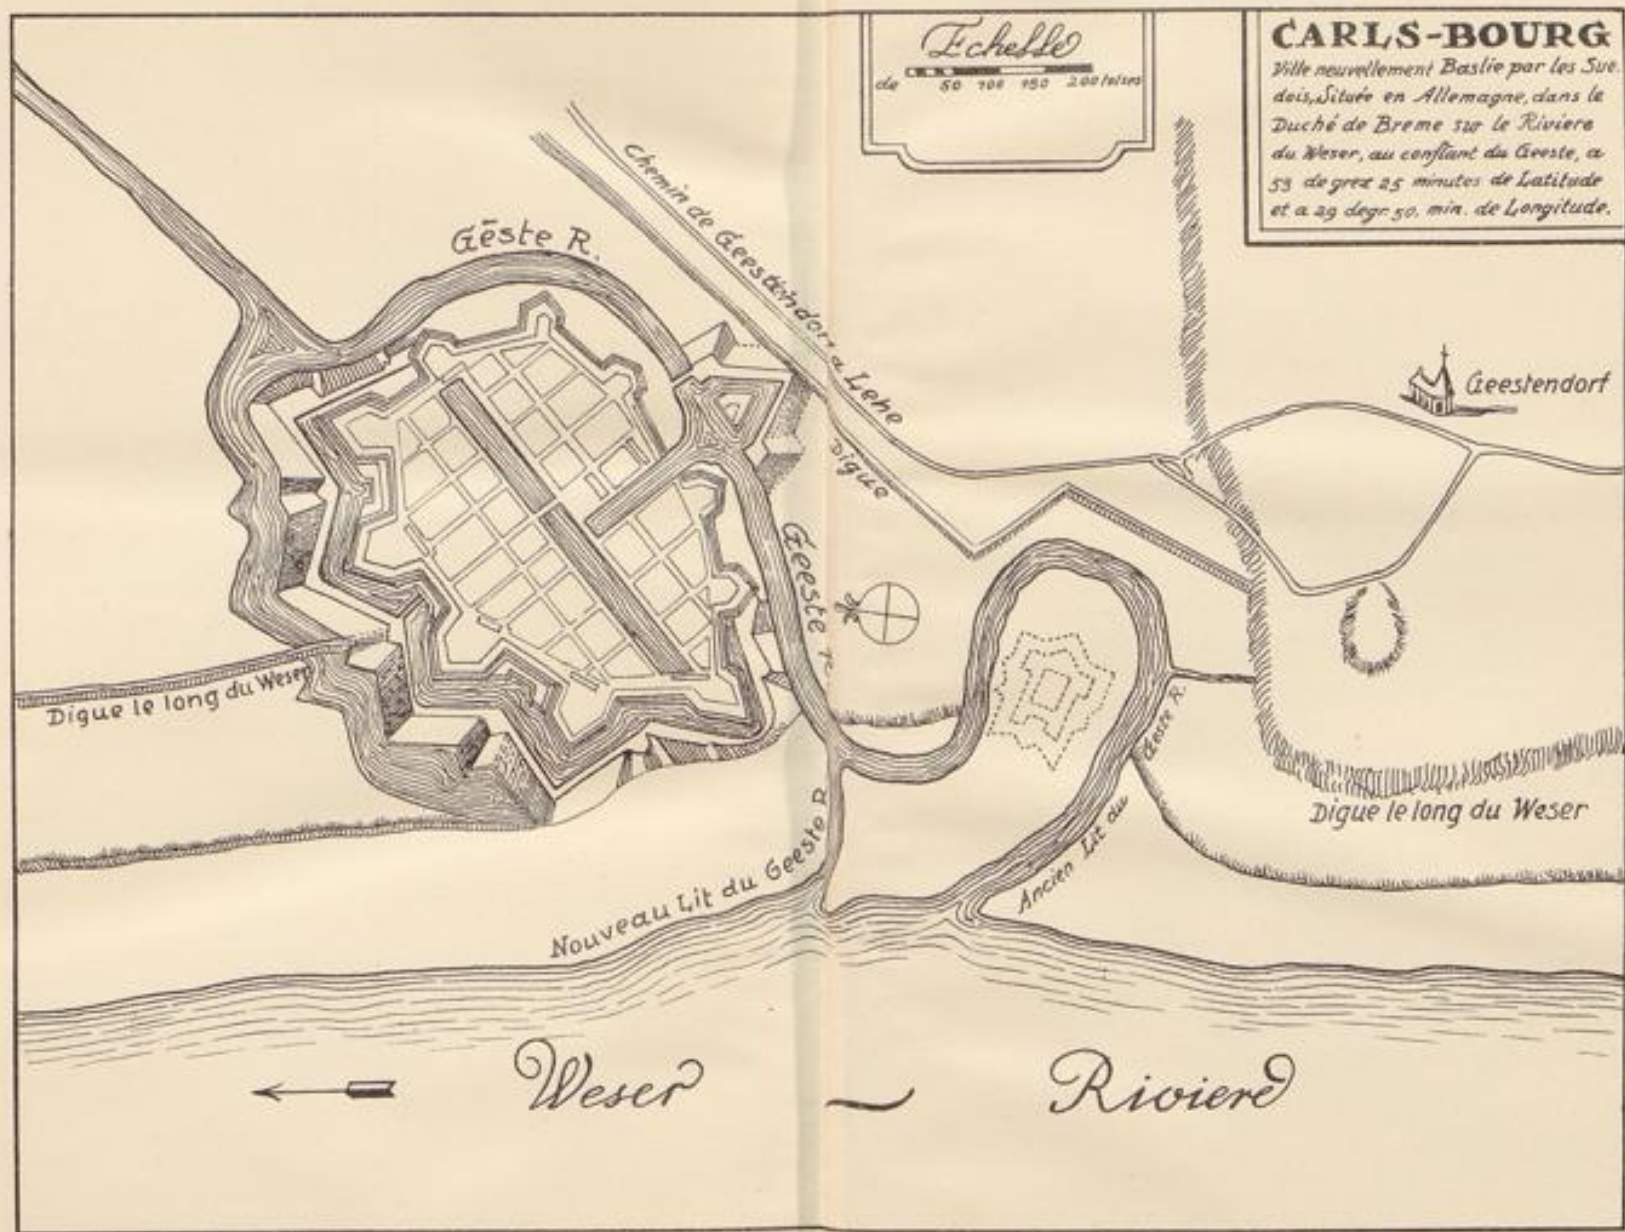 Echelle
de 50 100 150 200 toises
CARLS-BOURG
Ville neuvellement Bastie par les Sue.
dois, Située en Allemagne, dans le
Duché de Breme sur le Riviere
du Weser, au conflant du Geeste, a
53 degrez 25 minutes de Latitude
et a 29 degr. 50. min. de Longitude.
Gēste R.
Chemin de Geestendorf a Lehe
Digue
Geestendorf
Geeste R.
Digue le long du Weser
Nouveau Lit du Geeste R.
Ancien Lit du Geste R.
Digue le long du Weser
Weser Riviere